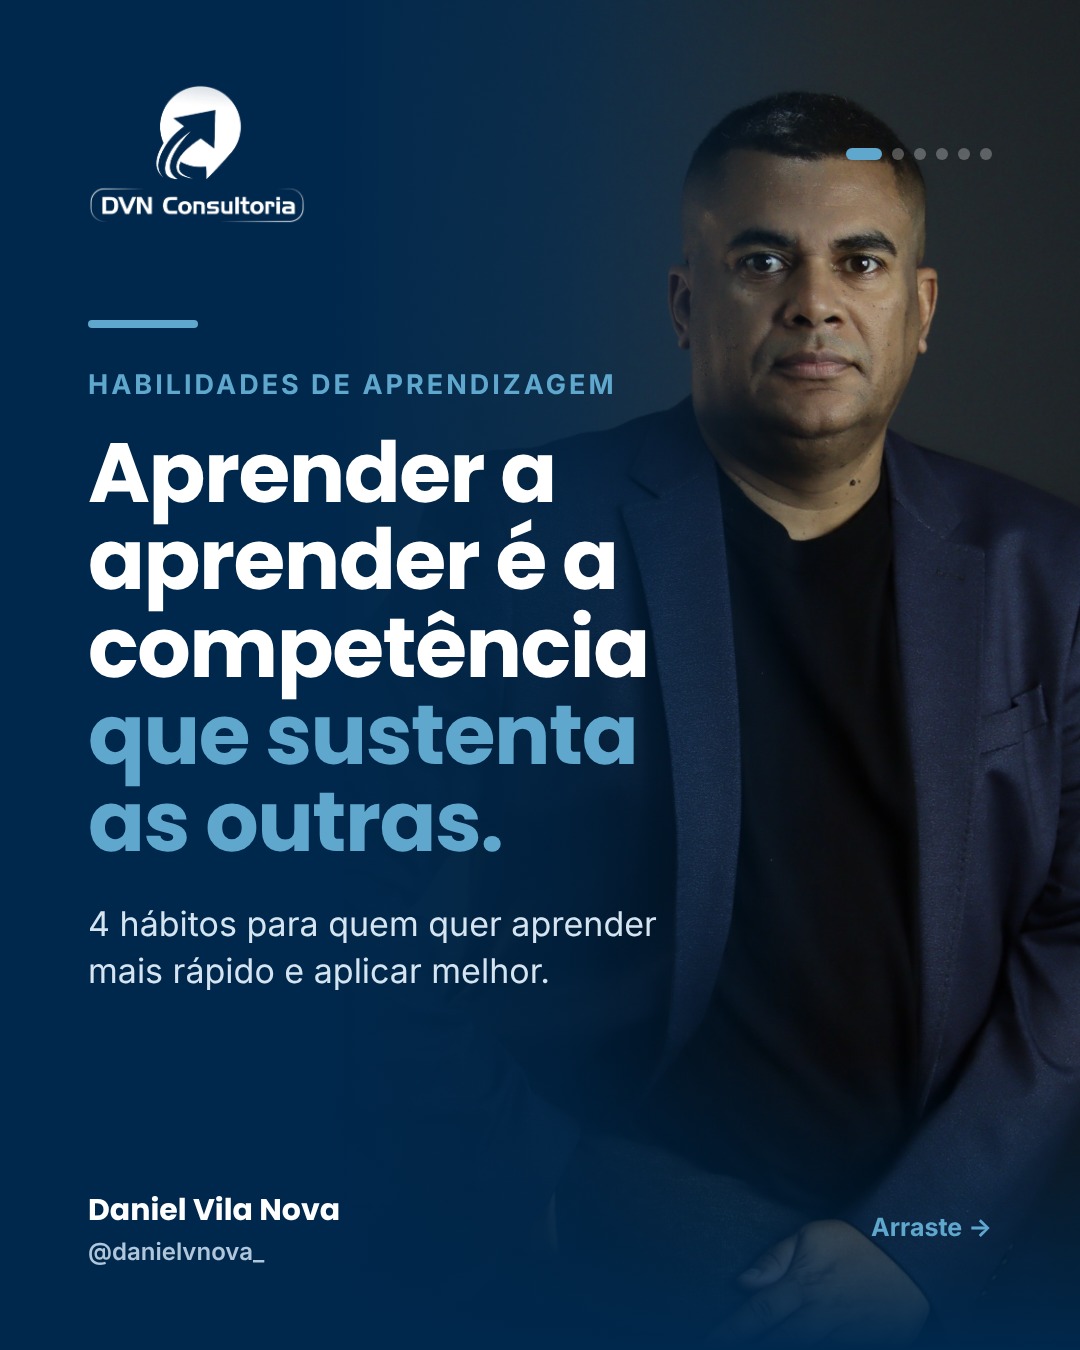 DVN Consultoria
HABILIDADES DE APRENDIZAGEM
Aprender a
aprender é a
competência
que sustenta
as outras.
4 hábitos para quem quer aprender
mais rápido e aplicar melhor.
Daniel Vila Nova
@danielvnova_
Arraste →